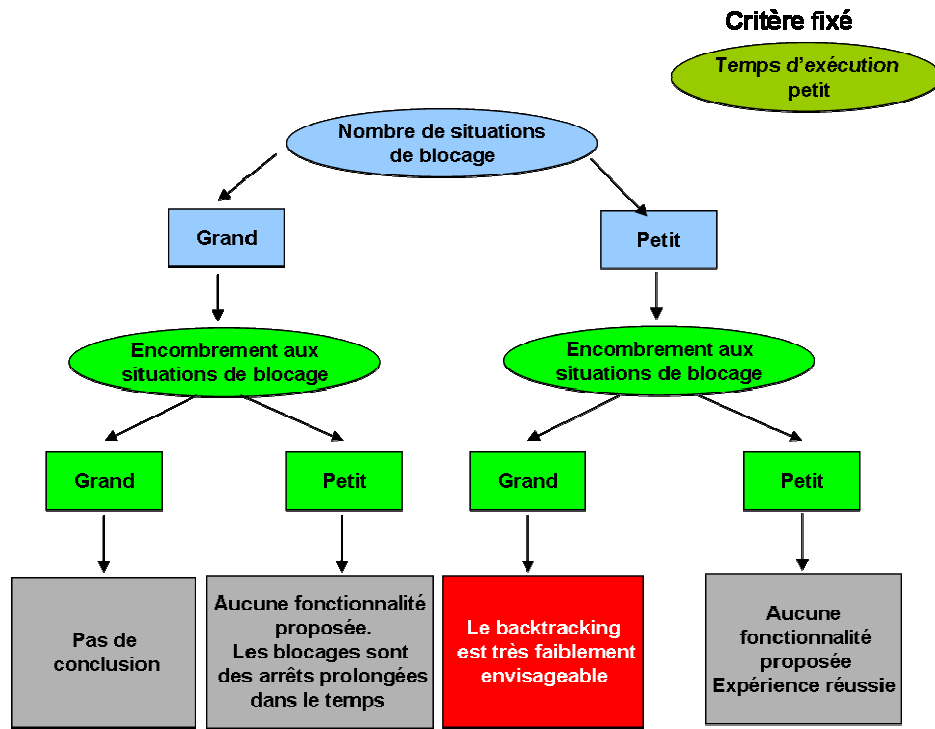 Critère fixé
Temps d'exécution
petit
Nombre de situations
de blocage
Grand
Petit
Encombrement aux
situations de blocage
Encombrement aux
situations de blocage
Grand
Petit
Grand
Petit
Pas de
conclusion
Aucune fonctionnalité
proposée.
Les blocages sont
des arrêts prolongées
dans le temps
Le backtracking
est très faiblement
envisageable
Aucune
fonctionnalité
proposée
Expérience réussie